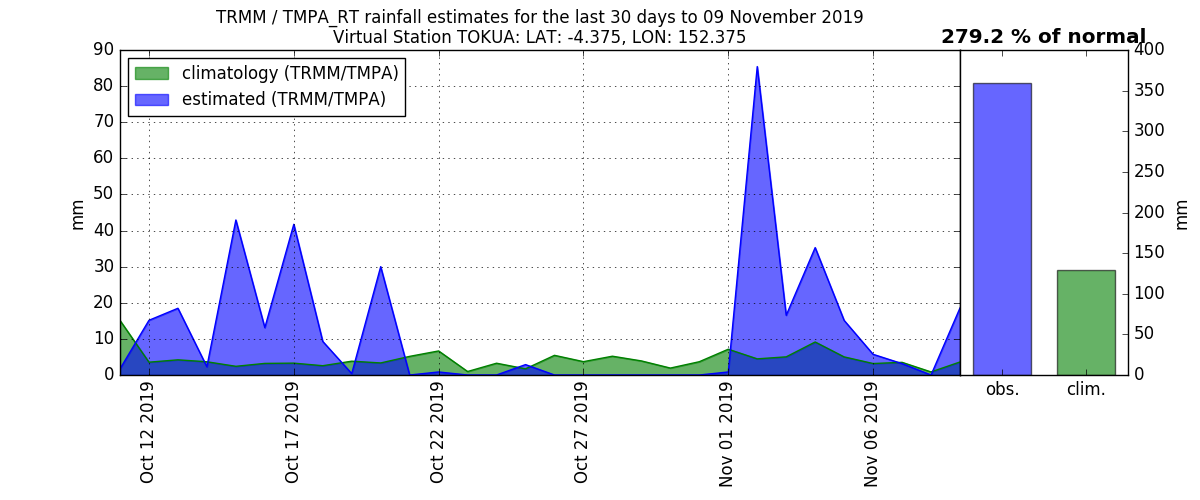 TRMM / TMPA_RT rainfall estimates for the last 30 days to 09 November 2019
Virtual Station TOKUA: LAT: -4.375, LON: 152.375
279.2 % of normal
climatology (TRMM/TMPA)
estimated (TRMM/TMPA)
90
80
70
60
50
40
30
20
10
0
mm
Oct 12 2019
Oct 17 2019
Oct 22 2019
Oct 27 2019
Nov 01 2019
Nov 06 2019
400
350
300
250
200
150
100
50
0
mm
obs.
clim.